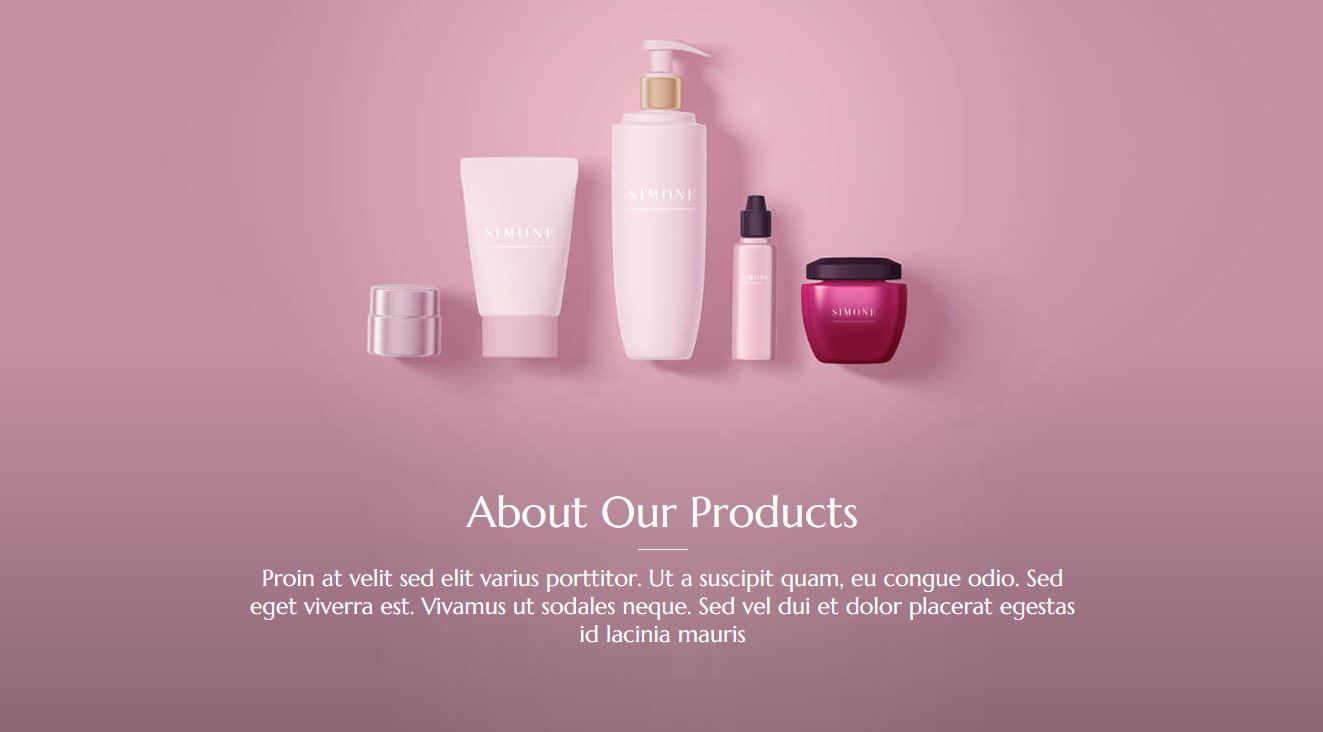 SIMONE
SIMONE
SIMONE
SIMONE
About Our Products
Proin at velit sed elit varius porttitor. Ut a suscipit quam, eu congue odio. Sed
eget viverra est. Vivamus ut sodales neque. Sed vel dui et dolor placerat egestas
id lacinia mauris